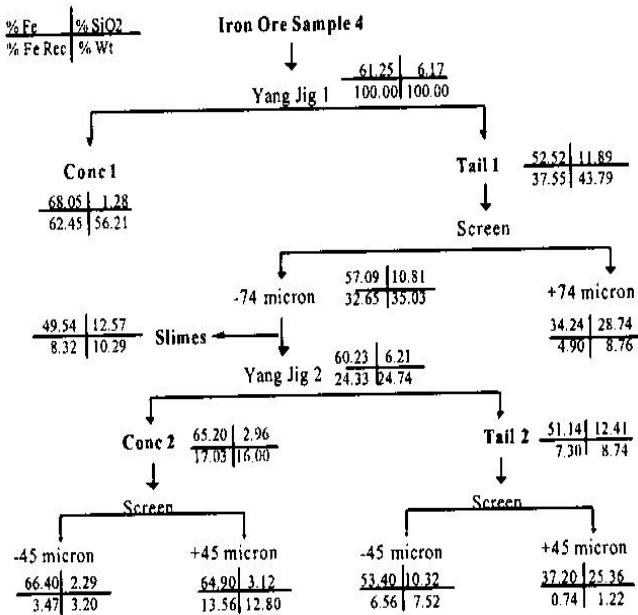 % Fe % SiO2
% Fe Rec % Wt
Iron Ore Sample 4
61.25 6.17
100.00 100.00
Yang Jig 1
Conc 1
68.05 1.28
62.45 56.21
Tail 1
52.52 11.89
37.55 43.79
Screen
-74 micron
57.09 10.81
32.65 35.03
+74 micron
34.24 28.74
4.90 8.76
Slimes
49.54 12.57
8.32 10.29
Yang Jig 2
60.23 6.21
24.33 24.74
Conc 2
65.20 2.96
17.03 16.00
Tail 2
51.14 12.41
7.30 8.74
Screen
Screen
-45 micron
+45 micron
-45 micron
+45 micron
66.40 2.29
3.47 3.20
64.90 3.12
13.56 12.80
53.40 10.32
6.56 7.52
37.20 25.36
0.74 1.22